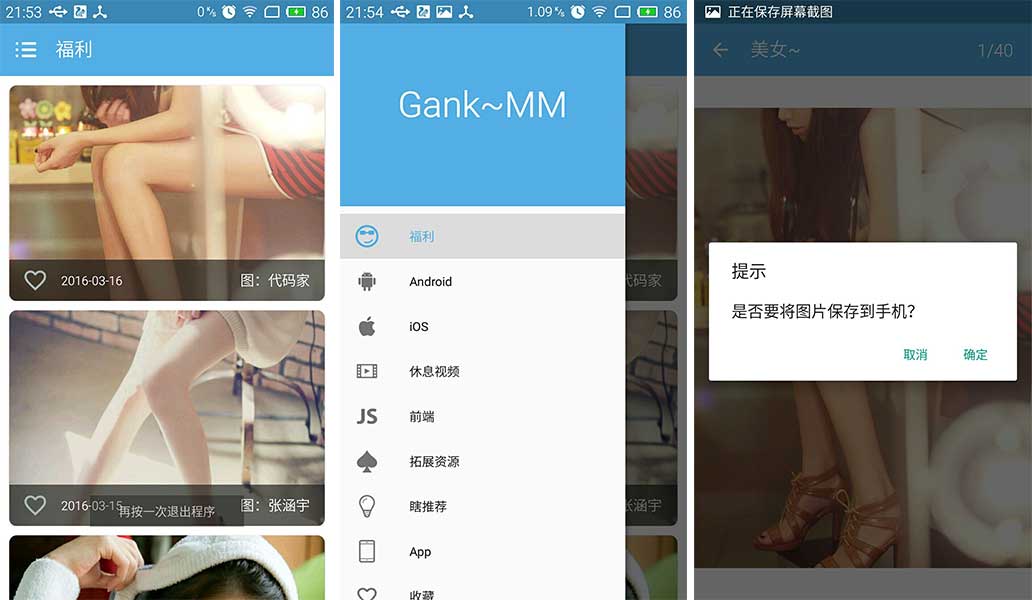 21:53
0 K/s
86
福利
2016-03-16
图：代码家
2016-03-15
图：张涵宇
再按一次退出程序
21:54
1.09 K/s
86
Gank~MM
福利
Android
iOS
休息视频
JS
前端
拓展资源
瞎推荐
App
收藏
代码家
张涵宇
正在保存屏幕截图
美女~
1/40
提示
是否要将图片保存到手机？
取消
确定